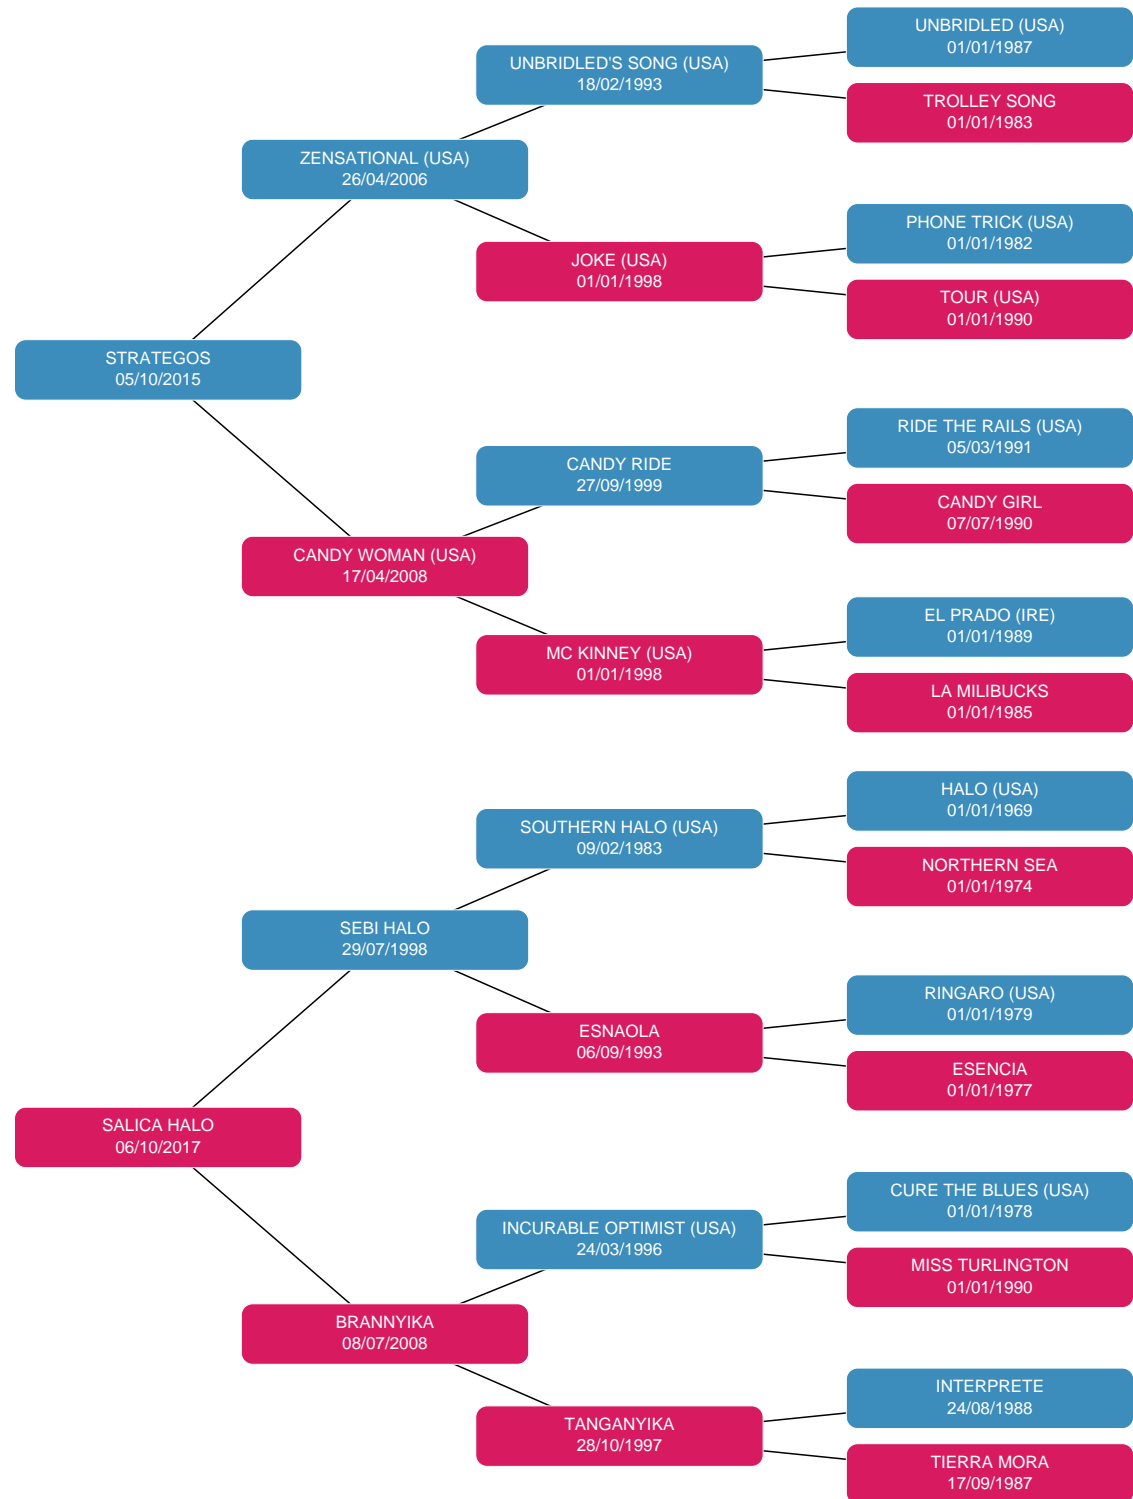 UNBRIDLED (USA)
01/01/1987
UNBRIDLED'S SONG (USA)
18/02/1993
TROLLEY SONG
01/01/1983
ZENSATIONAL (USA)
26/04/2006
PHONE TRICK (USA)
01/01/1982
JOKE (USA)
01/01/1998
TOUR (USA)
01/01/1990
STRATEGOS
05/10/2015
RIDE THE RAILS (USA)
05/03/1991
CANDY RIDE
27/09/1999
CANDY GIRL
07/07/1990
CANDY WOMAN (USA)
17/04/2008
EL PRADO (IRE)
01/01/1989
MC KINNEY (USA)
01/01/1998
LA MILIBUCKS
01/01/1985
HALO (USA)
01/01/1969
SOUTHERN HALO (USA)
09/02/1983
NORTHERN SEA
01/01/1974
SEBI HALO
29/07/1998
RINGARO (USA)
01/01/1979
ESNAOLA
06/09/1993
ESENCIA
01/01/1977
SALICA HALO
06/10/2017
CURE THE BLUES (USA)
01/01/1978
INCURABLE OPTIMIST (USA)
24/03/1996
MISS TURLINGTON
01/01/1990
BRANNYIKA
08/07/2008
INTERPRETE
24/08/1988
TANGANYIKA
28/10/1997
TIERRA MORA
17/09/1987